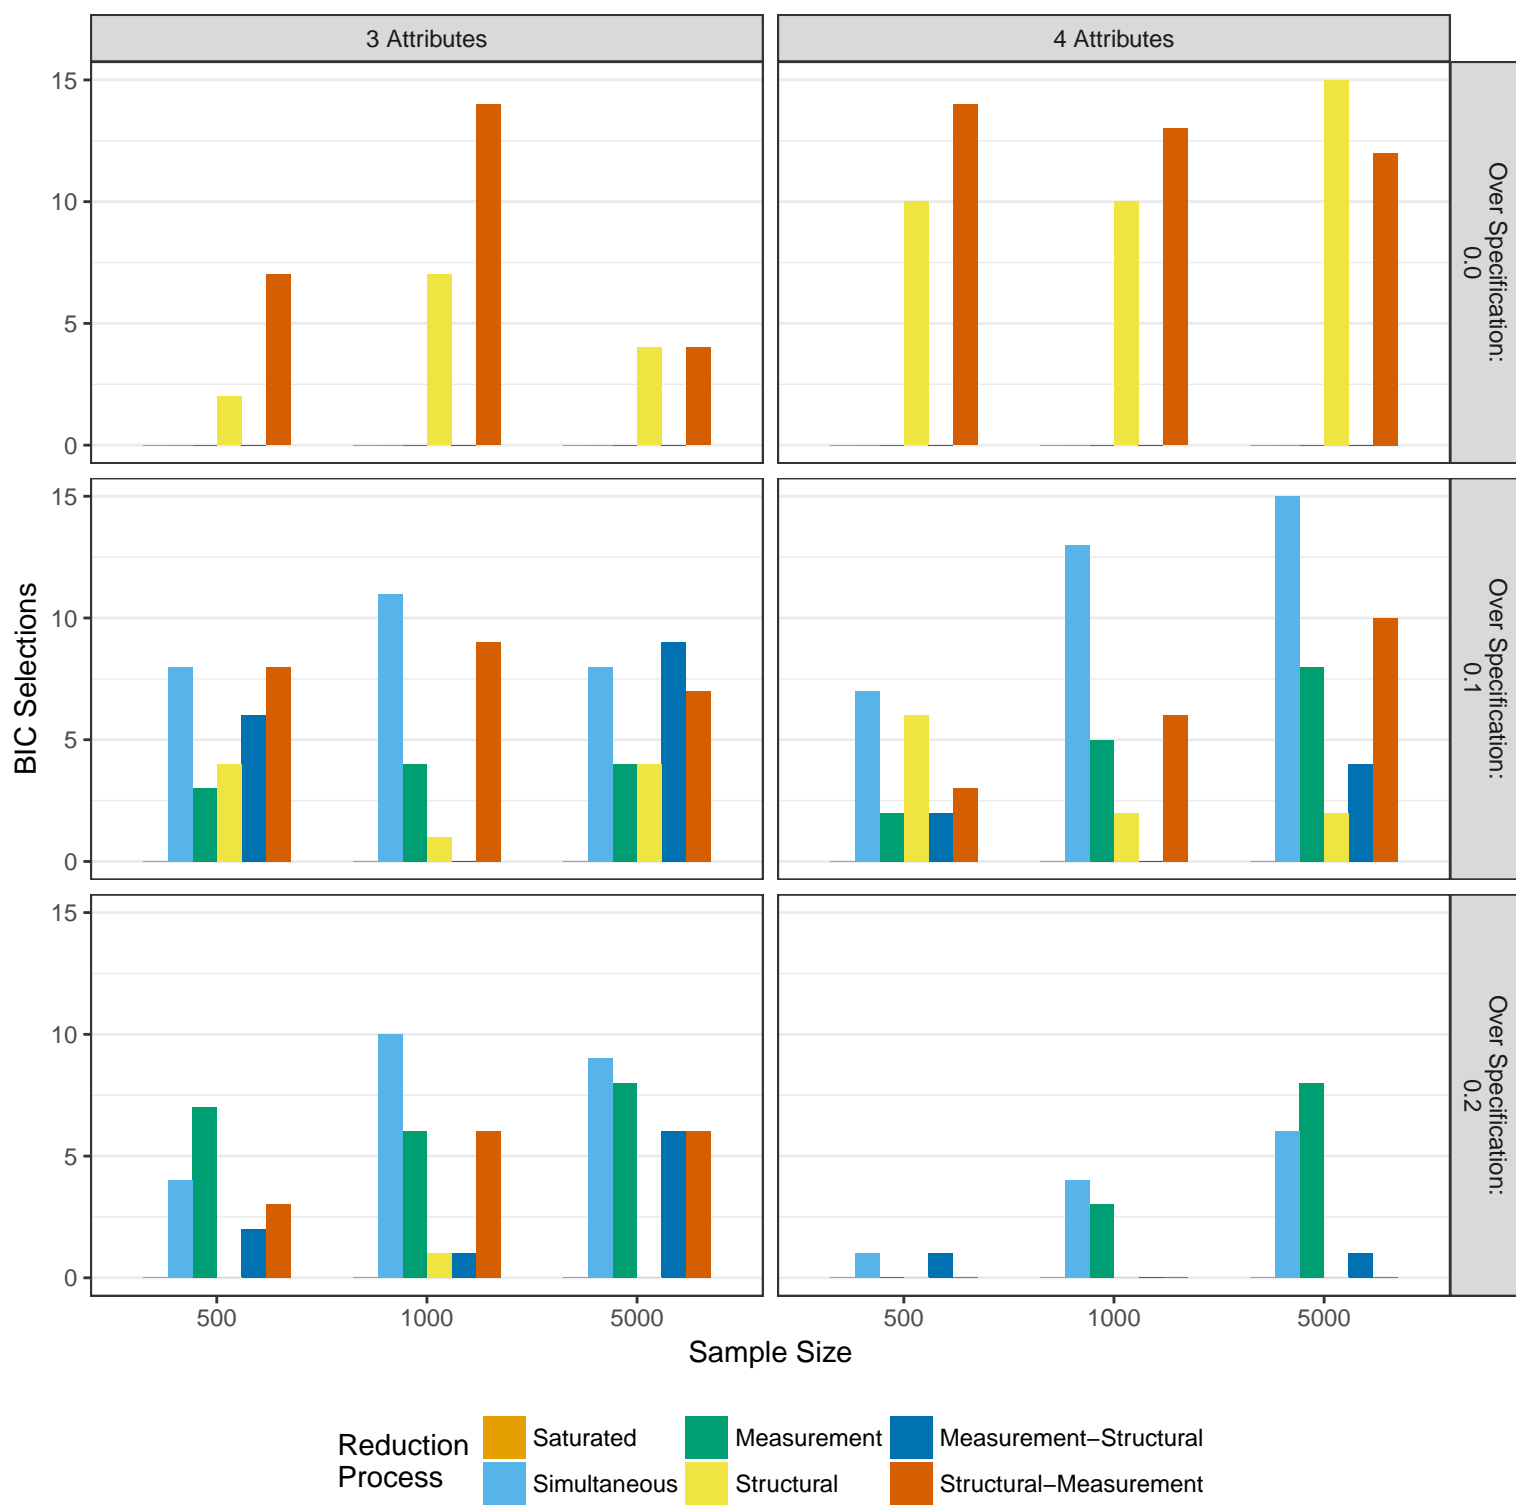 3 Attributes
4 Attributes
15
10
5
0
Over Specification:
0.0
15
10
5
0
Over Specification:
0.1
15
10
5
0
Over Specification:
0.2
BIC Selections
500
1000
5000
500
1000
5000
Sample Size
Reduction
Process
Saturated
Measurement
Measurement−Structural
Simultaneous
Structural
Structural−Measurement